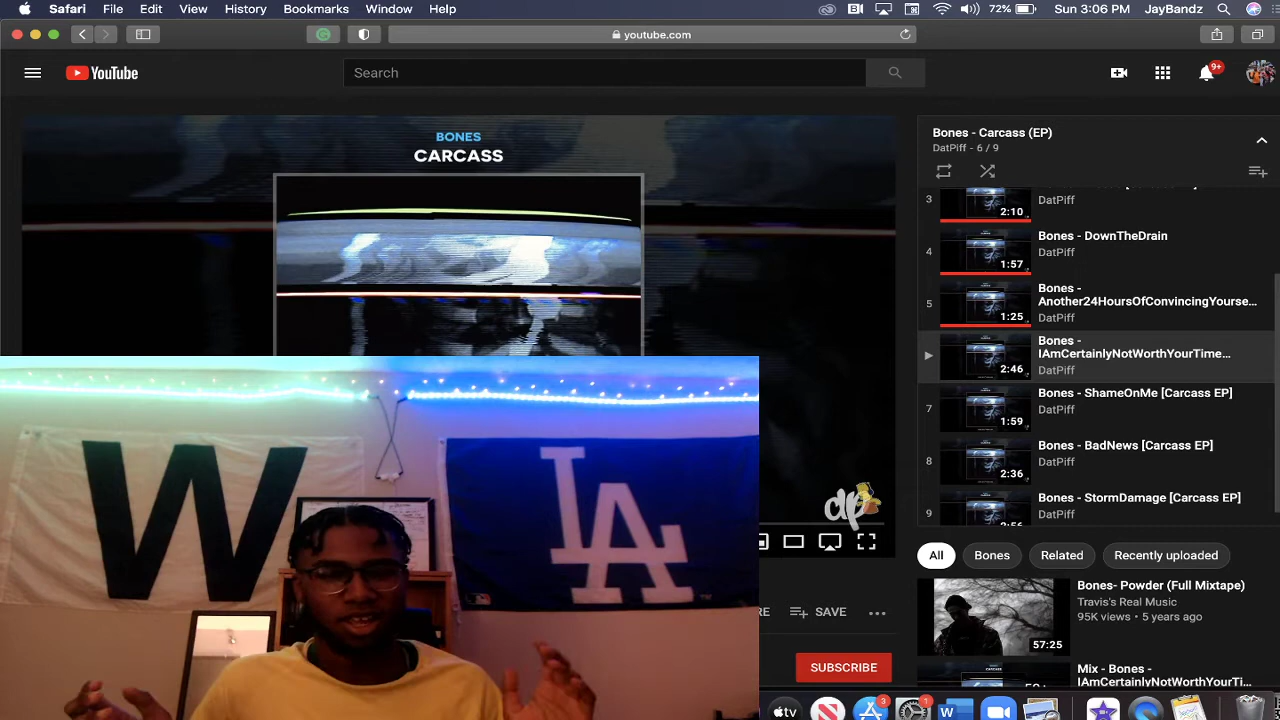 Safari File Edit View History Bookmarks Window Help 72% Sun 3:06 PM JayBandz
youtube.com
YouTube
Search
9+
BONES
CARCASS
Bones - Carcass (EP)
DatPiff - 6 / 9
3
2:10
DatPiff
4
1:57
Bones - DownTheDrain
DatPiff
5
1:25
Bones -
Another24HoursOfConvincingYourse...
DatPiff
2:46
Bones -
IAmCertainlyNotWorthYourTime...
DatPiff
7
1:59
Bones - ShameOnMe [Carcass EP]
DatPiff
8
2:36
Bones - BadNews [Carcass EP]
DatPiff
9
Bones - StormDamage [Carcass EP]
DatPiff
dp
All Bones Related Recently uploaded
57:25
Bones- Powder (Full Mixtape)
Travis's Real Music
95K views • 5 years ago
Mix - Bones -
IAmCertainlyNotWorthYourTi...
RE SAVE
SUBSCRIBE
W
LA
tv
3
1
W